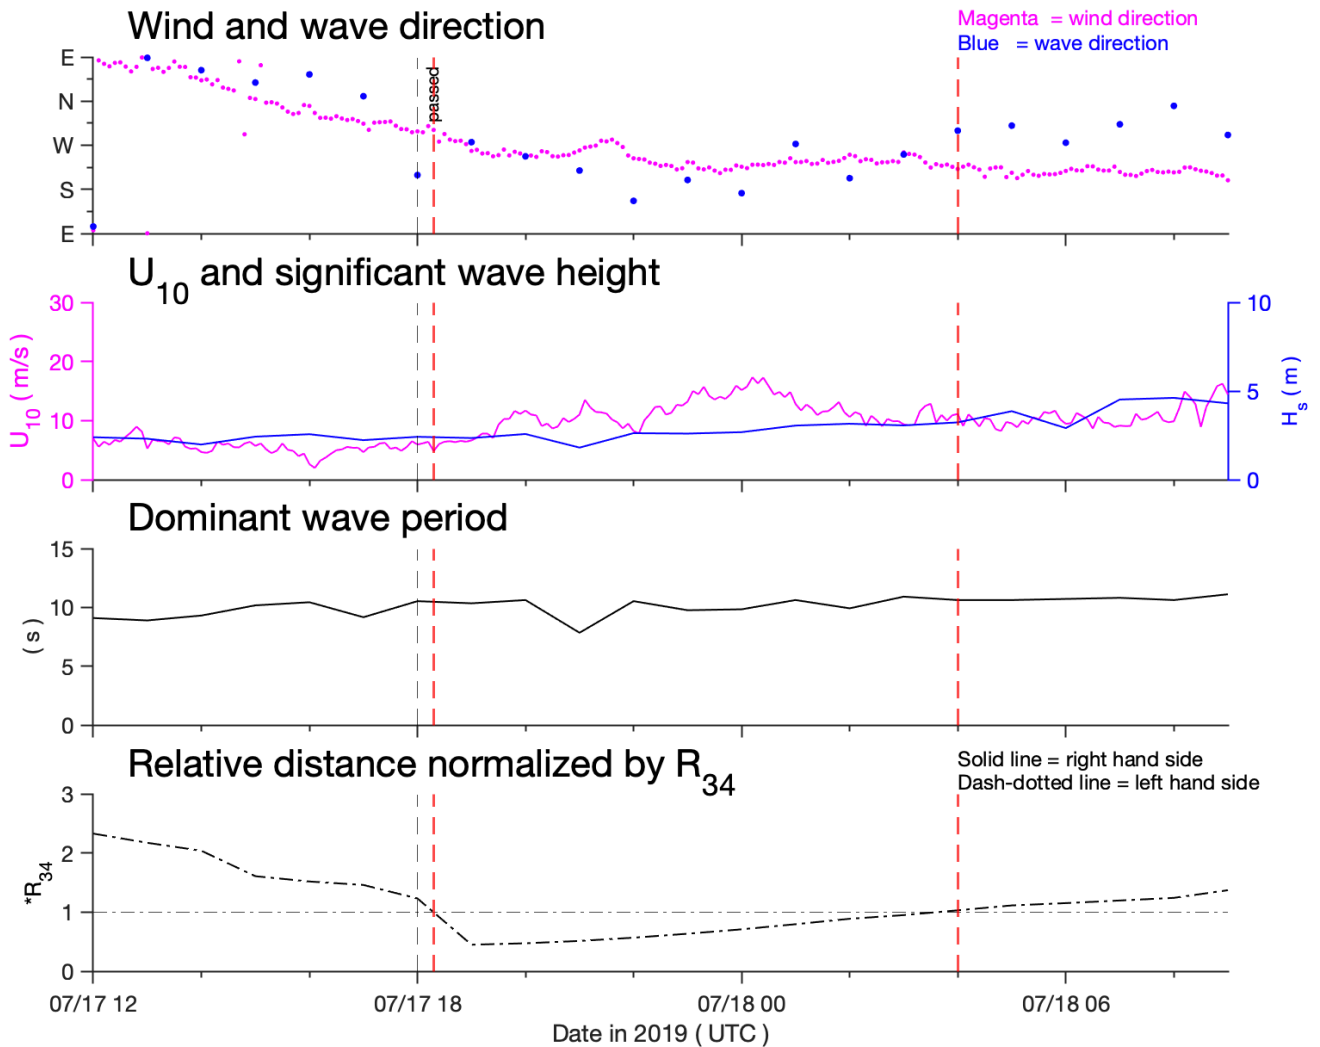 Wind and wave direction
Magenta = wind direction
Blue = wave direction
E
N
W
S
E
passed
U10 and significant wave height
30
20
10
0
U10 ( m/s )
10
5
0
Hs ( m )
Dominant wave period
15
10
5
0
( s )
Relative distance normalized by R34
Solid line = right hand side
Dash-dotted line = left hand side
3
2
1
0
*R34
07/17 12
07/17 18
07/18 00
07/18 06
Date in 2019 ( UTC )